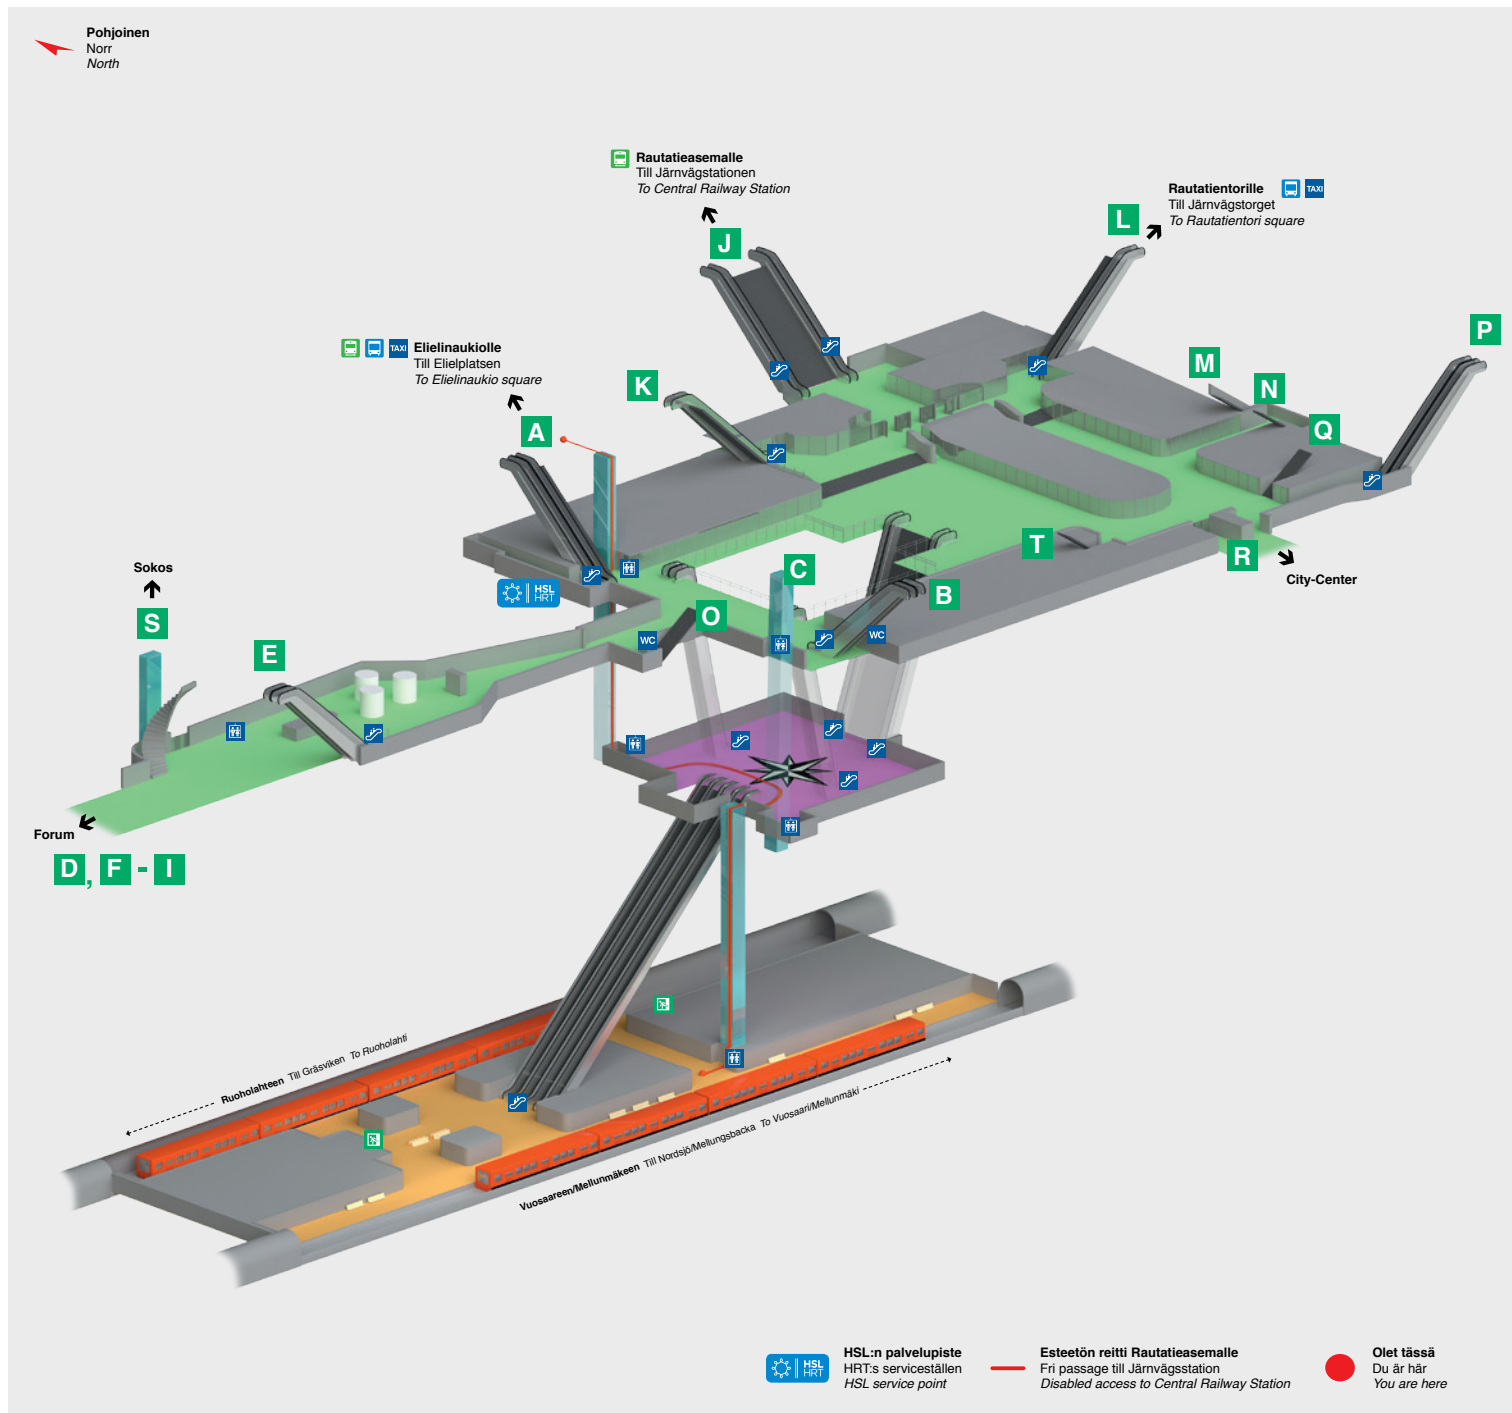 Pohjoinen
Norr
North
Rautatieasemalle
Till Järnvägstationen
To Central Railway Station
J
Rautatientorille
TAXI
Till Järnvägstorget
To Rautatientori square
L
P
TAXI
Elielinaukiolle
Till Elielplatsen
To Elielinaukio square
A
K
M
N
Q
T
R
City-Center
Sokos
S
HSL
HRT
C
B
O
WC
WC
E
Forum
D, F - I
Ruoholahteen Till Gräsviken To Ruoholahti
Vuosaareen/Mellunmäkeen Till Nordsjö/Mellungsbacka To Vuosaari/Mellunmäki
HSL
HRT
HSL:n palvelupiste
HRT:s serviceställen
HSL service point
Esteetön reitti Rautatieasemalle
Fri passage till Järnvägsstation
Disabled access to Central Railway Station
Olet tässä
Du är här
You are here